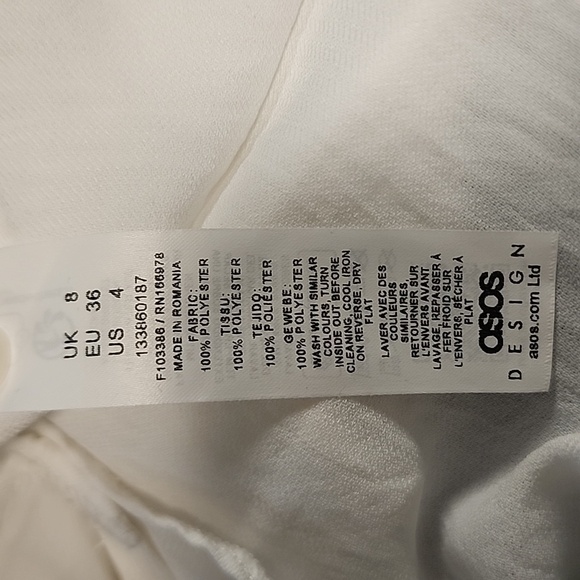 UK 8
EU 36
US 4
133860187
F103386 / RN166978
MADE IN ROMANIA
FABRIC:
100% POLYESTER
TISSU:
100% POLYESTER
TEJIDO:
100% POLYESTER
GEWEBE:
100% POLYESTER
WASH WITH SIMILAR
COLOURS, TURN
INSIDE OUT BEFORE
CLEANING, COOL IRON
ON REVERSE, DRY
FLAT
LAVER AVEC DES
COULEURS
SIMILAIRES,
RETOURNER SUR
L'ENVERS AVANT
LAVAGE, REPASSER À
FER FROID SUR
L'ENVERS, SÉCHER À
PLAT
asos
DESIGN
asos.com Ltd